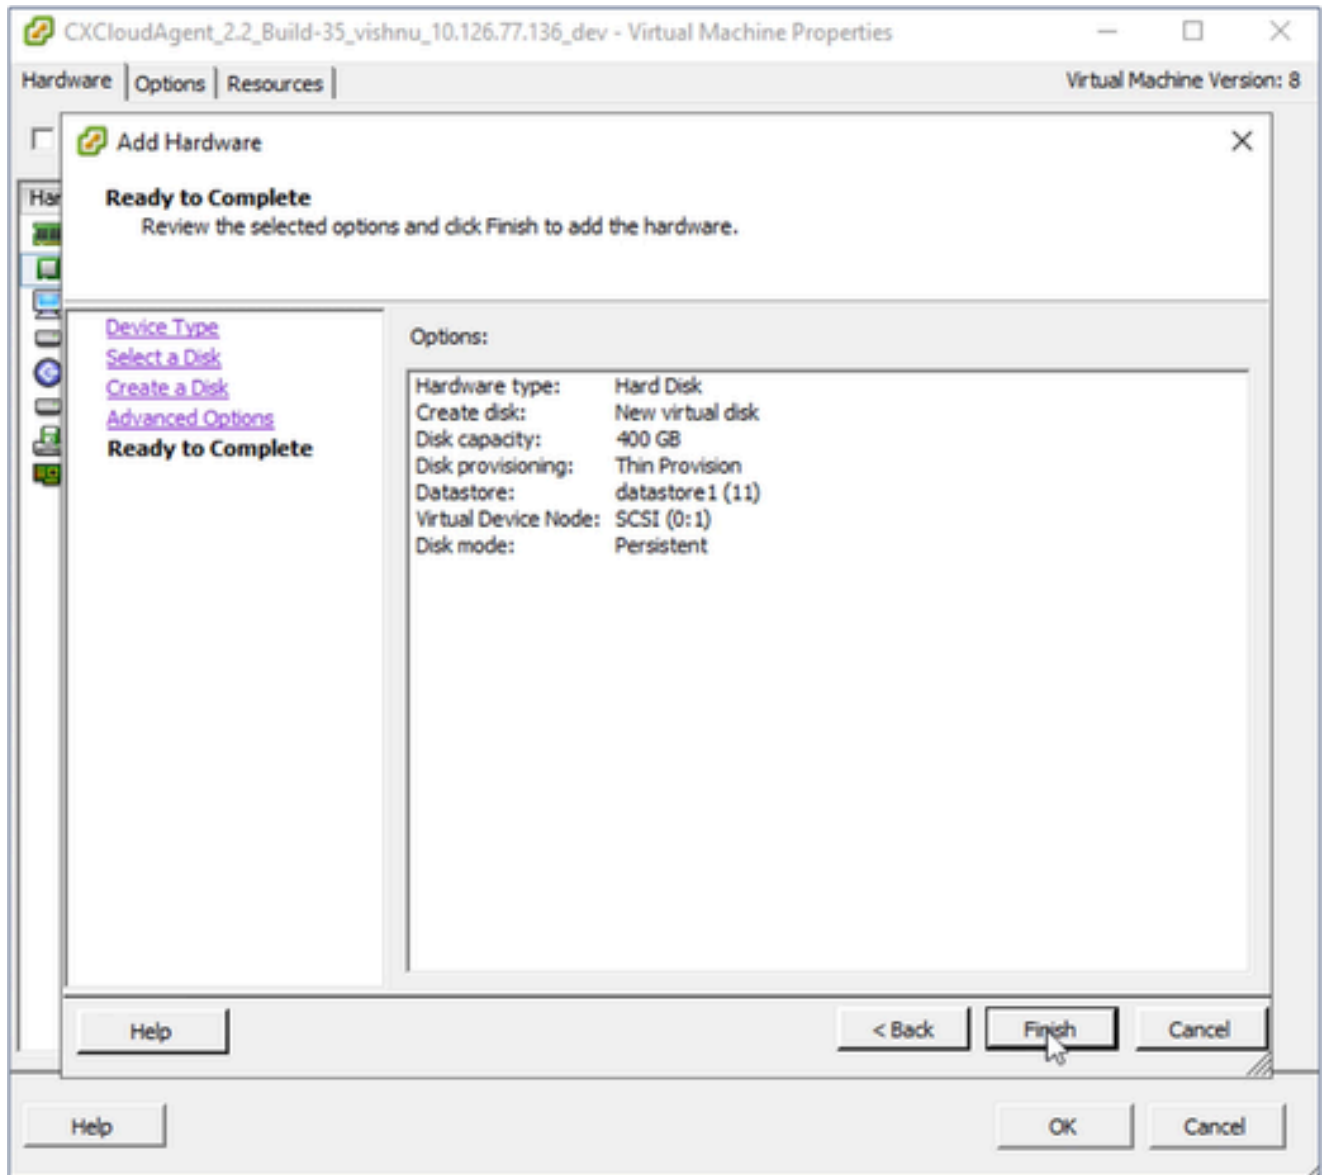 CXCloudAgent_2.2_Build-35_vishnu_10.126.77.136_dev - Virtual Machine Properties
Hardware Options Resources Virtual Machine Version: 8
Add Hardware
Ready to Complete
Review the selected options and click Finish to add the hardware.
Har
Device Type
Select a Disk
Create a Disk
Advanced Options
Ready to Complete
Options:
Hardware type: Hard Disk
Create disk: New virtual disk
Disk capacity: 400 GB
Disk provisioning: Thin Provision
Datastore: datastore1 (11)
Virtual Device Node: SCSI (0:1)
Disk mode: Persistent
Help < Back Finish Cancel
Help OK Cancel